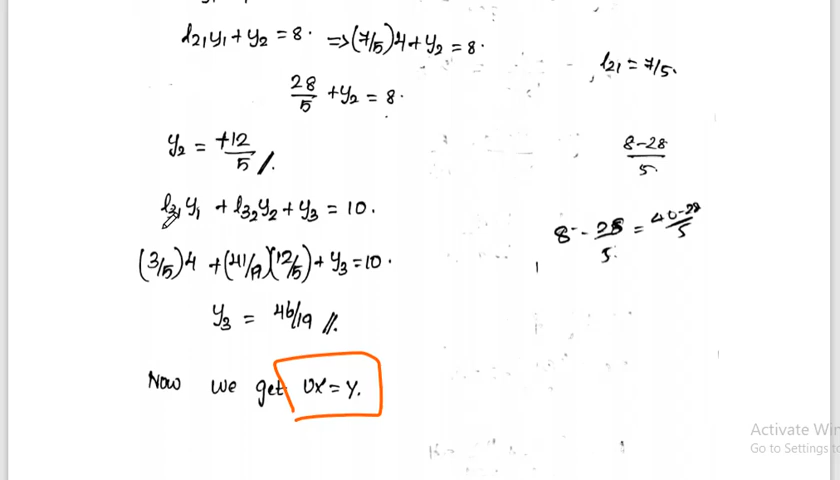 l21y1 + y2 = 8. => (7/5)4 + y2 = 8.
l21 = 7/5.
28/5 + y2 = 8.
y2 = +12/5 //.
8-28/5.
l31y1 + l32y2 + y3 = 10.
8 - 28/5 = 40-28/5
(3/5)4 + (41/19)(12/5) + y3 = 10.
y3 = 46/19 //.
Now we get UX = Y.
Activate Win
Go to Settings to